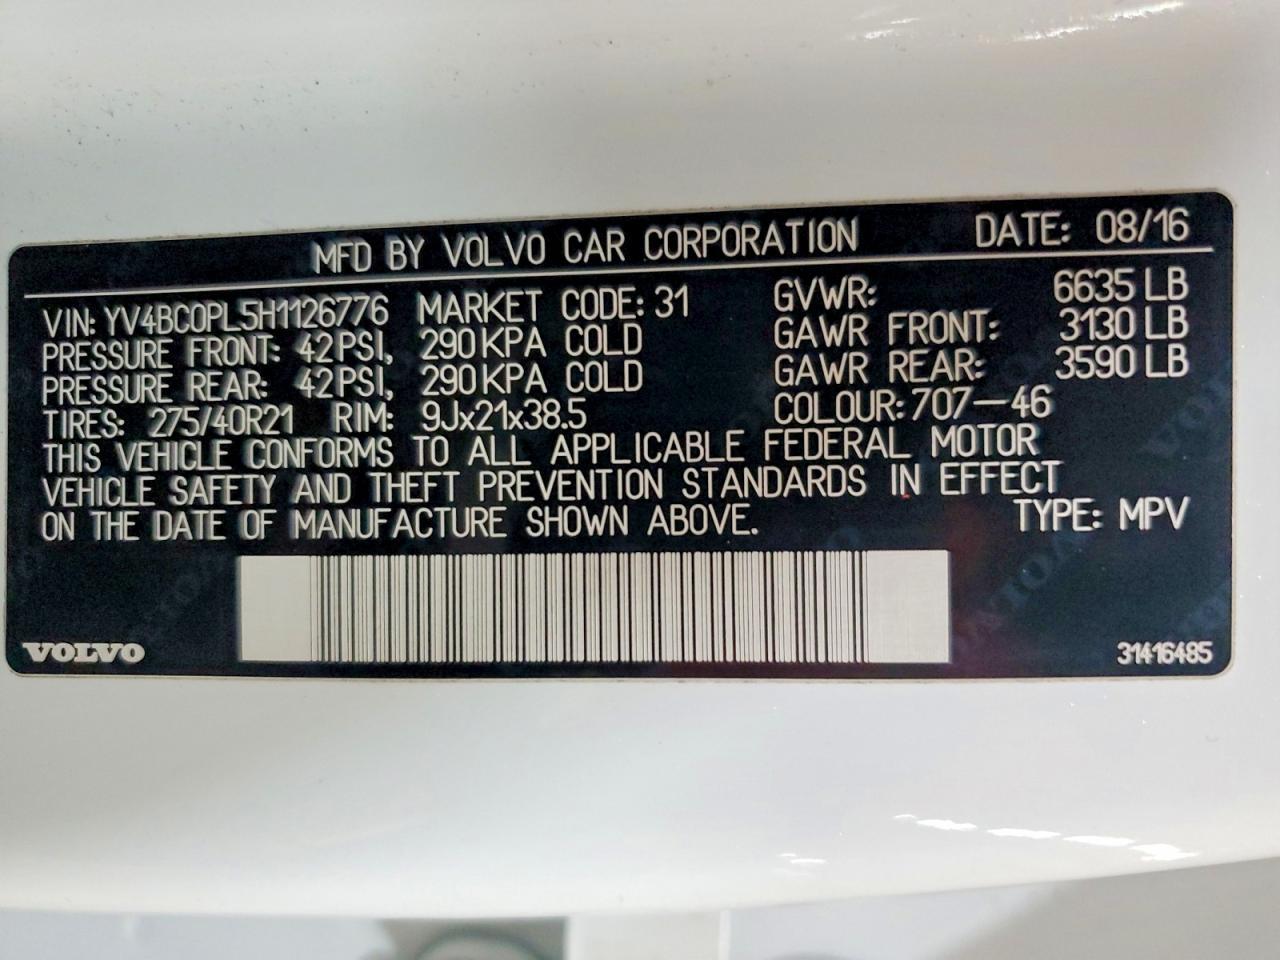 MFD BY VOLVO CAR CORPORATION DATE: 08/16
VIN: YV4BC0PL5H1126776 MARKET CODE: 31 GVWR: 6635 LB
PRESSURE FRONT: 42 PSI, 290 KPA COLD GAWR FRONT: 3130 LB
PRESSURE REAR: 42 PSI, 290 KPA COLD GAWR REAR: 3590 LB
TIRES: 275/40R21 RIM: 9Jx21x38.5 COLOUR: 707-46
THIS VEHICLE CONFORMS TO ALL APPLICABLE FEDERAL MOTOR
VEHICLE SAFETY AND THEFT PREVENTION STANDARDS IN EFFECT
ON THE DATE OF MANUFACTURE SHOWN ABOVE. TYPE: MPV
VOLVO 31416485